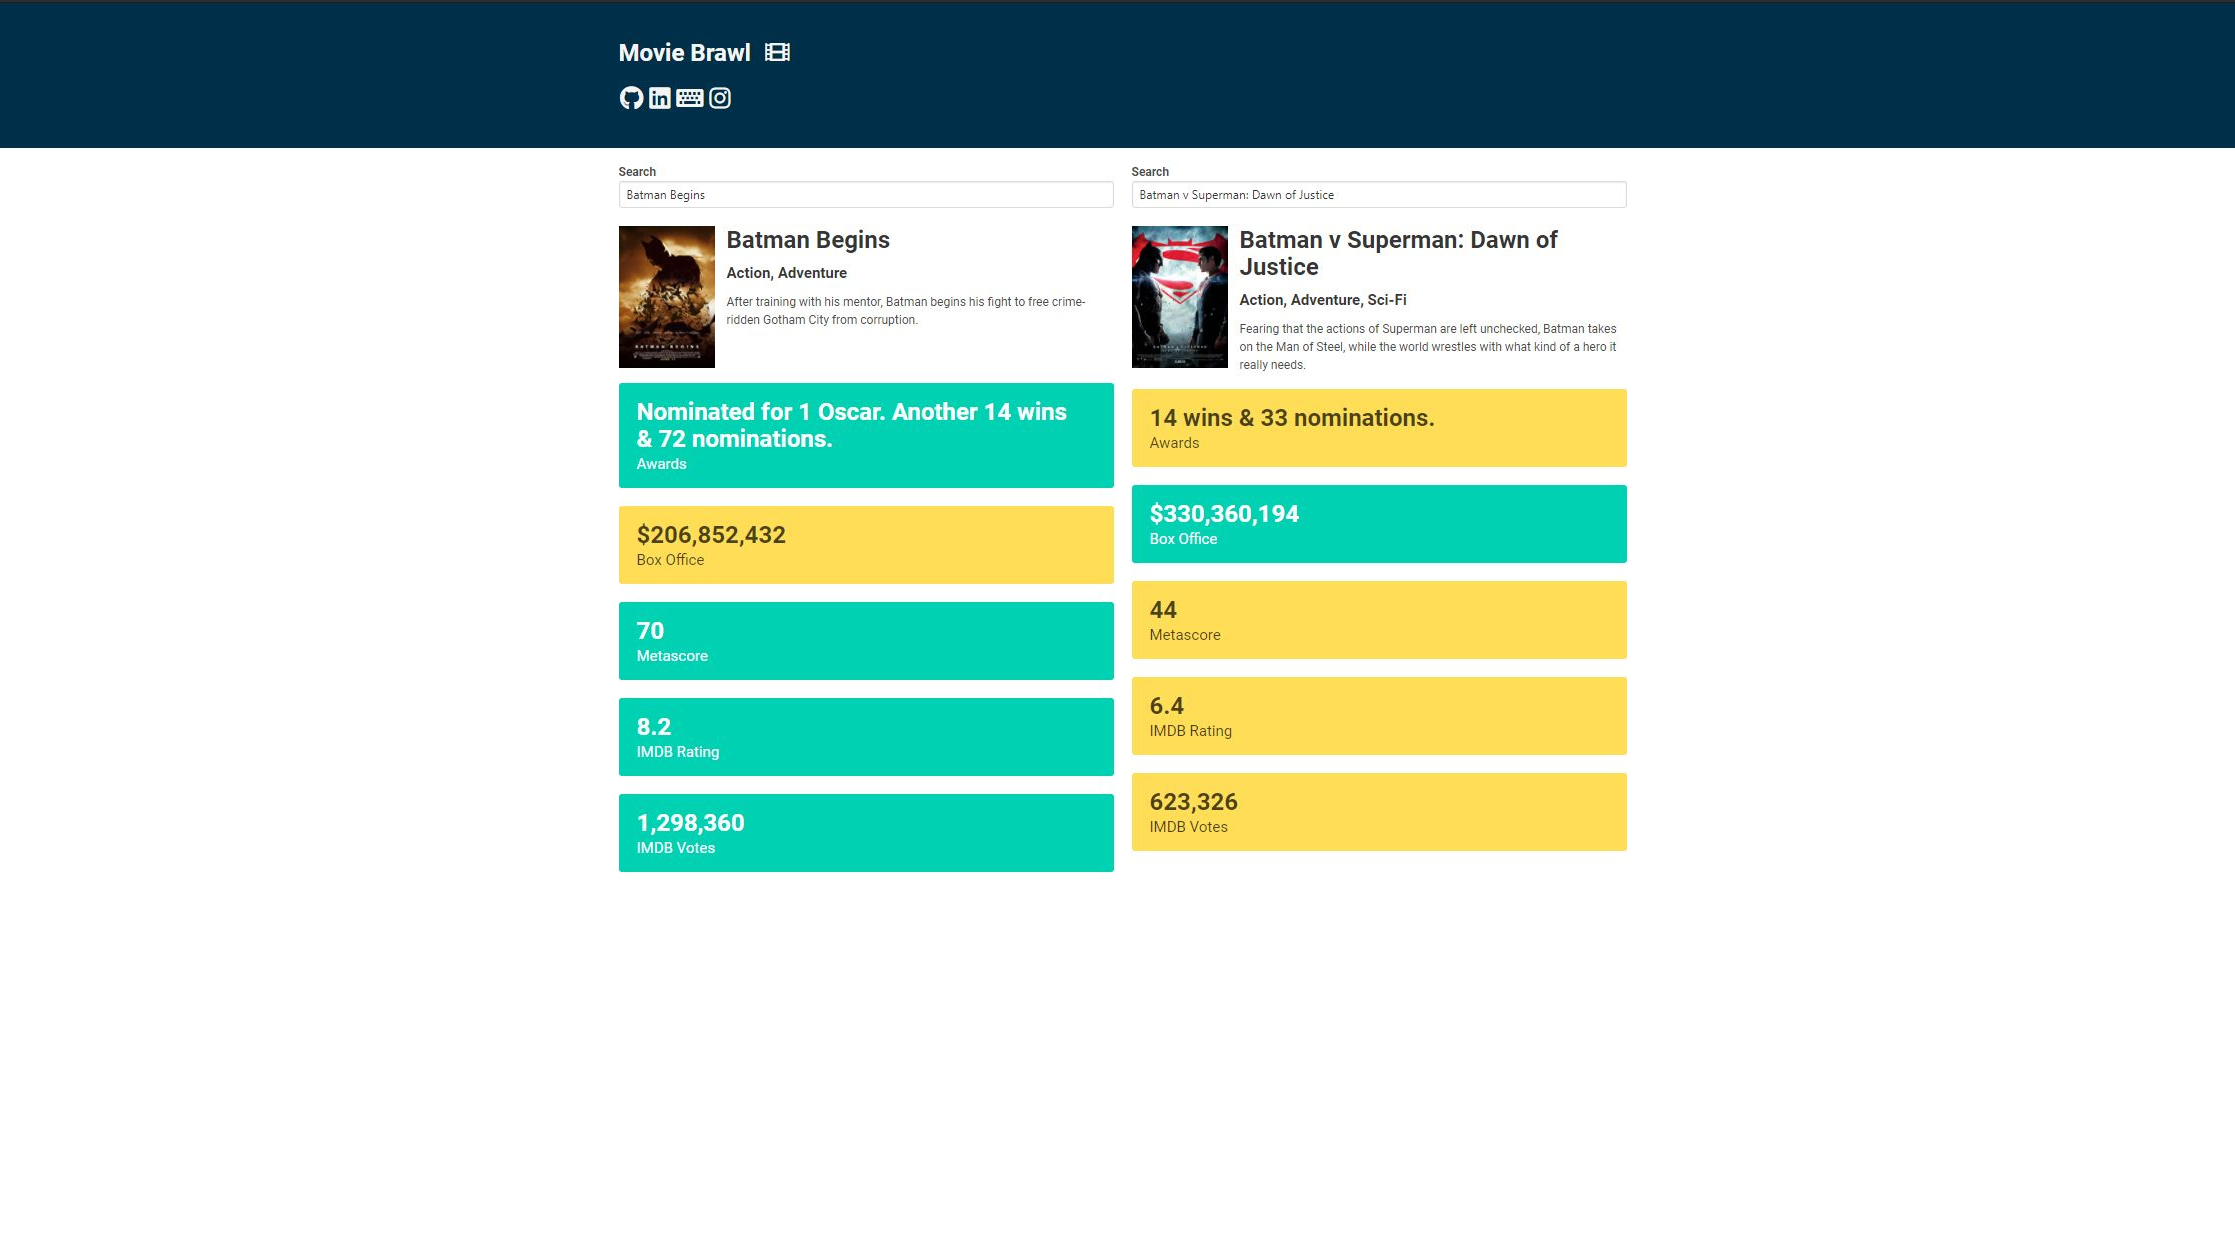 Movie Brawl
Search
Batman Begins
Batman Begins
Action, Adventure
After training with his mentor, Batman begins his fight to free crime-
ridden Gotham City from corruption.
BATMAN BEGINS
Nominated for 1 Oscar. Another 14 wins
& 72 nominations.
Awards
$206,852,432
Box Office
70
Metascore
8.2
IMDB Rating
1,298,360
IMDB Votes
Search
Batman v Superman: Dawn of Justice
Batman v Superman: Dawn of
Justice
Action, Adventure, Sci-Fi
Fearing that the actions of Superman are left unchecked, Batman takes
on the Man of Steel, while the world wrestles with what kind of a hero it
really needs.
14 wins & 33 nominations.
Awards
$330,360,194
Box Office
44
Metascore
6.4
IMDB Rating
623,326
IMDB Votes